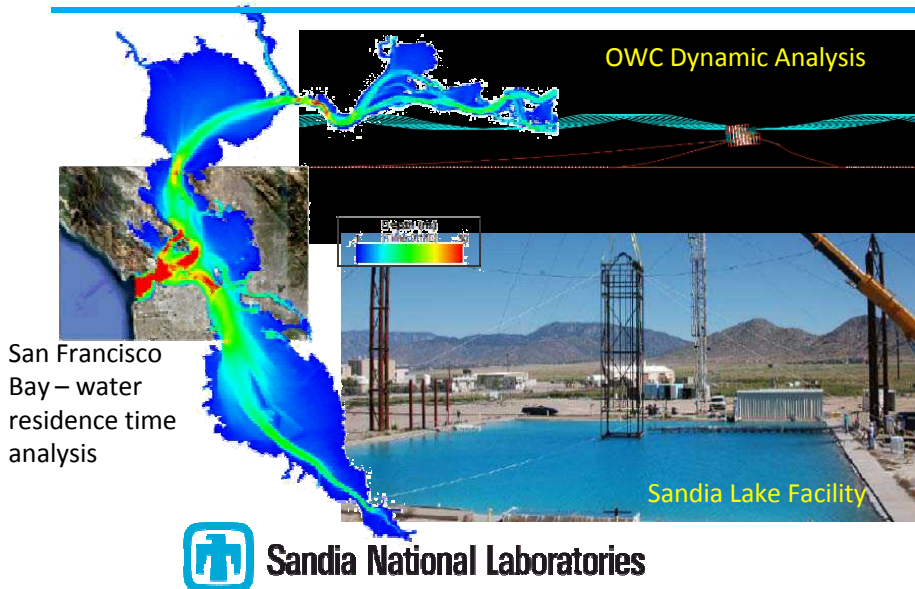 OWC Dynamic Analysis
San Francisco
Bay – water
residence time
analysis
Sandia Lake Facility
Sandia National Laboratories